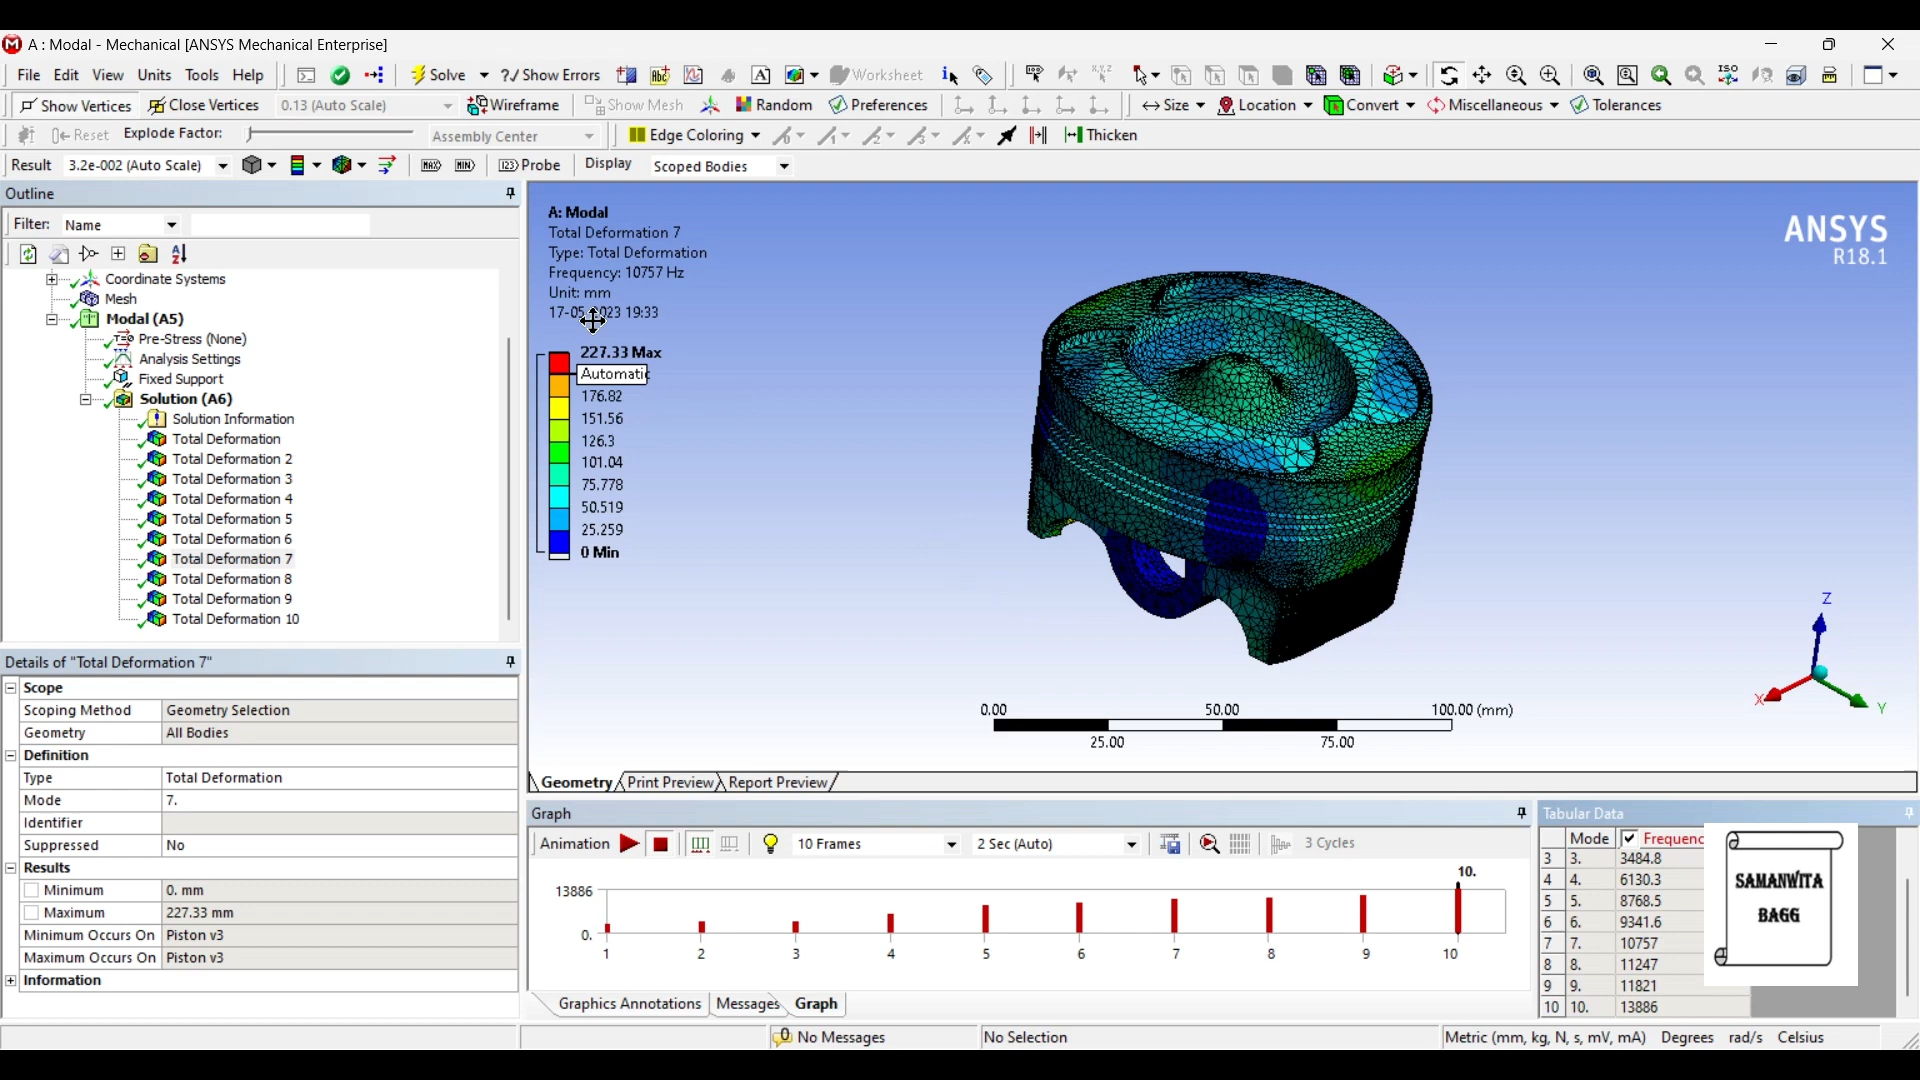 A : Modal - Mechanical [ANSYS Mechanical Enterprise]
File Edit View Units Tools Help Solve ?/ Show Errors Worksheet
Show Vertices Close Vertices 0.13 (Auto Scale) Wireframe Show Mesh Random Preferences Size Location Convert Miscellaneous Tolerances
Reset Explode Factor: Assembly Center Edge Coloring Thicken
Result 3.2e-002 (Auto Scale) MAX MIN Probe Display Scoped Bodies
Outline
Filter: Name
Coordinate Systems
Mesh
Modal (A5)
Pre-Stress (None)
Analysis Settings
Fixed Support
Solution (A6)
Solution Information
Total Deformation
Total Deformation 2
Total Deformation 3
Total Deformation 4
Total Deformation 5
Total Deformation 6
Total Deformation 7
Total Deformation 8
Total Deformation 9
Total Deformation 10
Details of "Total Deformation 7"
Scope
Scoping Method Geometry Selection
Geometry All Bodies
Definition
Type Total Deformation
Mode 7.
Identifier
Suppressed No
Results
Minimum 0. mm
Maximum 227.33 mm
Minimum Occurs On Piston v3
Maximum Occurs On Piston v3
Information
A: Modal
Total Deformation 7
Type: Total Deformation
Frequency: 10757 Hz
Unit: mm
17-05 023 19:33
227.33 Max
Automatic
176.82
151.56
126.3
101.04
75.778
50.519
25.259
0 Min
ANSYS
R18.1
Z
X
Y
0.00 50.00 100.00 (mm)
25.00 75.00
Geometry Print Preview Report Preview
Graph
Animation 10 Frames 2 Sec (Auto) 3 Cycles
10.
13886
0.
1 2 3 4 5 6 7 8 9 10
Graphics Annotations Messages Graph
Tabular Data
Mode Frequenc
3 3. 3484.8
4 4. 6130.3
5 5. 8768.5
6 6. 9341.6
7 7. 10757
8 8. 11247
9 9. 11821
10 10. 13886
SAMANWITA
BAGG
No Messages No Selection Metric (mm, kg, N, s, mV, mA) Degrees rad/s Celsius